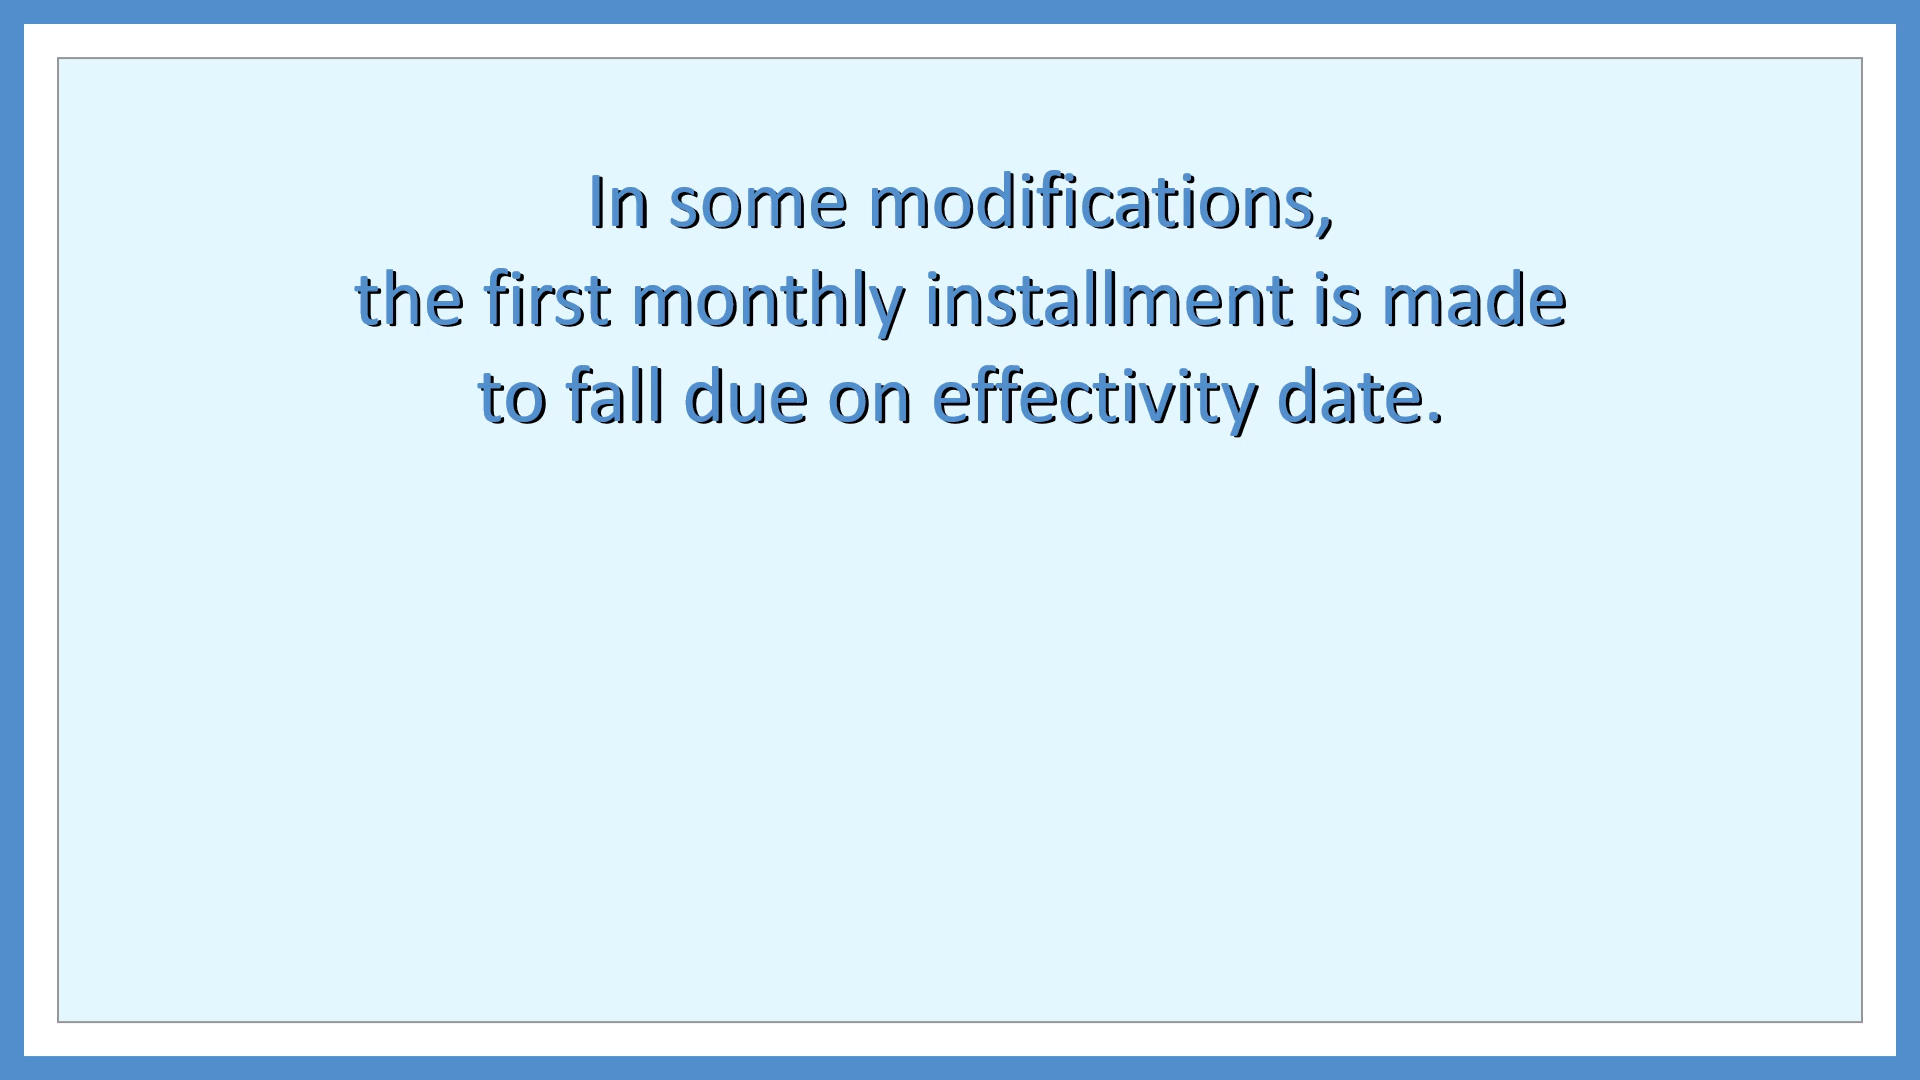 In some modifications,
the first monthly installment is made
to fall due on effectivity date.